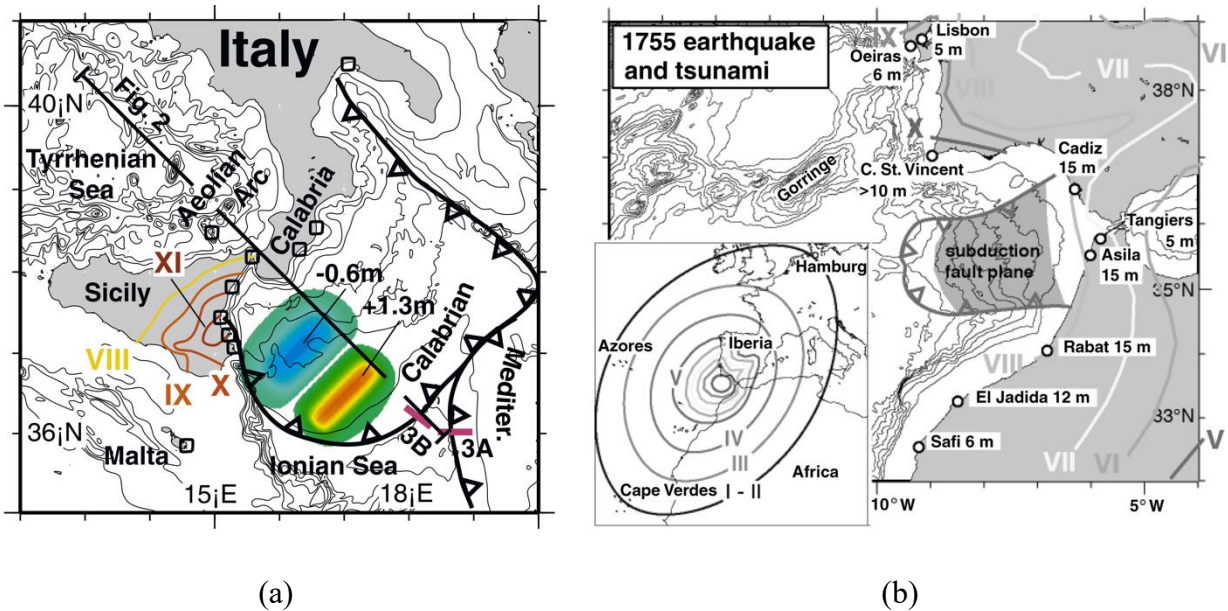 Italy
40¡N
Fig. 2
Tyrrhenian
Sea
Aeolian
Arc
Calabria
XI
Sicily
-0.6m
+1.3m
VIII
IX
X
Calabrian
Mediter.
36¡N
Malta
Ionian Sea
3B
3A
15¡E
18¡E
(a)
1755 earthquake
and tsunami
IX
Lisbon
5 m
Oeiras
6 m
VIII
VII
VI
38°N
X
Gorringe
C. St. Vincent
>10 m
Cadiz
15 m
Tangiers
5 m
subduction
fault plane
Asila
15 m
35°N
Hamburg
Azores
Iberia
V
IV
III
Africa
Cape Verdes
I - II
VIII
Rabat 15 m
El Jadida 12 m
33°N
Safi 6 m
VII
VI
V
10°W
5°W
(b)